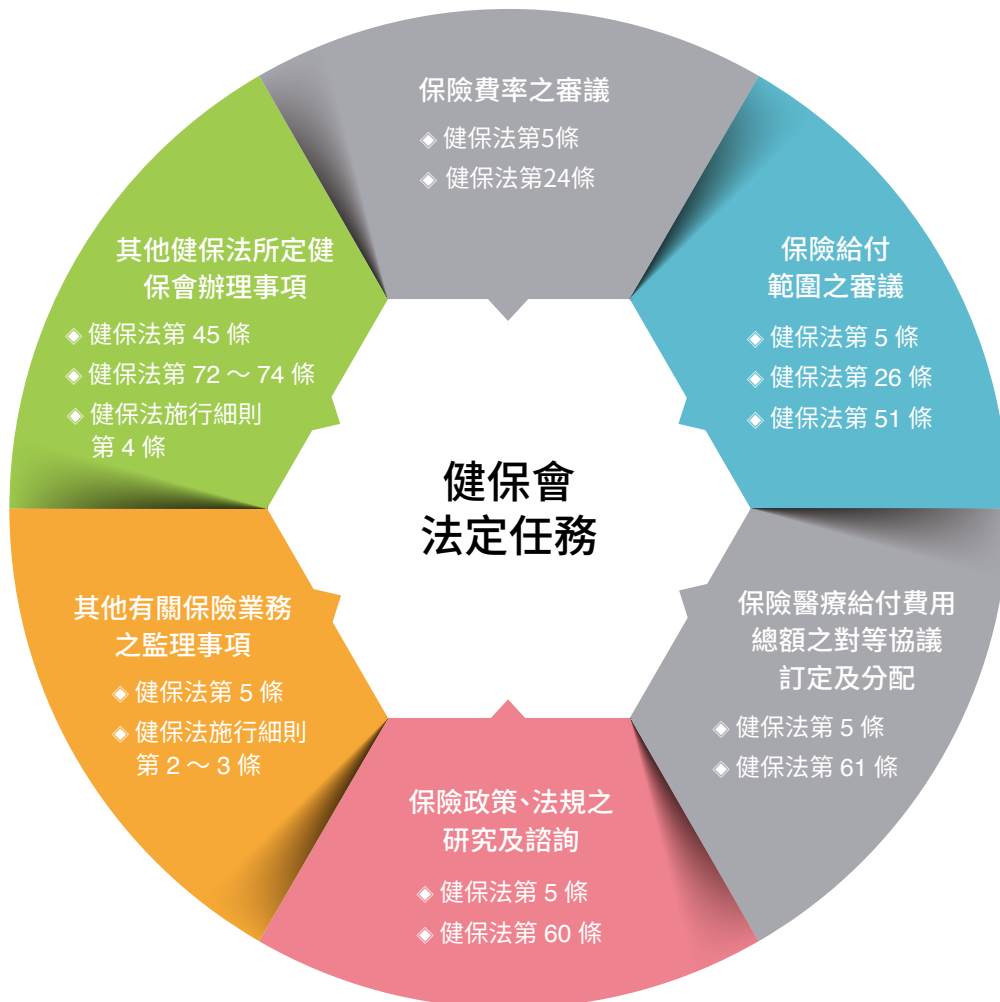 保險費率之審議
◈ 健保法第5條
◈ 健保法第24條
保險給付
範圍之審議
◈ 健保法第 5 條
◈ 健保法第 26 條
◈ 健保法第 51 條
保險醫療給付費用
總額之對等協議
訂定及分配
◈ 健保法第 5 條
◈ 健保法第 61 條
保險政策、法規之
研究及諮詢
◈ 健保法第 5 條
◈ 健保法第 60 條
其他有關保險業務
之監理事項
◈ 健保法第 5 條
◈ 健保法施行細則
第 2 ～ 3 條
其他健保法所定健
保會辦理事項
◈ 健保法第 45 條
◈ 健保法第 72 ～ 74 條
◈ 健保法施行細則
第 4 條
健保會
法定任務